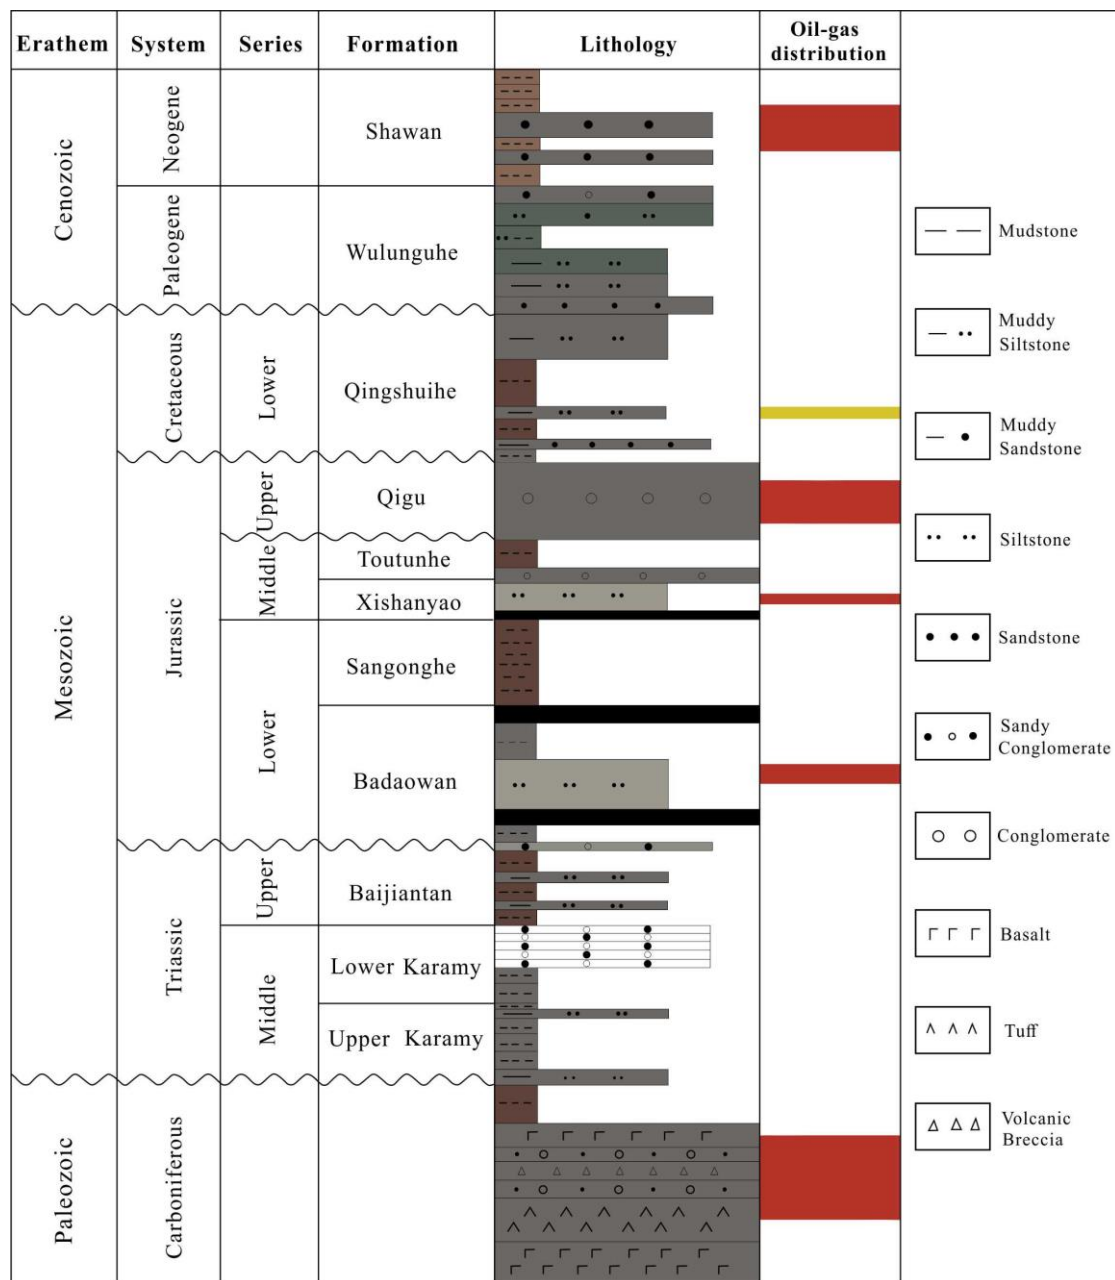 Erathem System Series Formation Lithology Oil-gas distribution
Cenozoic
Neogene
Shawan
Paleogene
Wulunguhe
Mesozoic
Cretaceous
Lower
Qingshuihe
Jurassic
Upper
Qigu
Middle
Toutunhe
Xishanyao
Lower
Sangonghe
Badaowan
Triassic
Upper
Baijiantan
Middle
Lower Karamy
Upper Karamy
Paleozoic
Carboniferous
Mudstone
Muddy
Siltstone
Muddy
Sandstone
Siltstone
Sandstone
Sandy
Conglomerate
Conglomerate
Basalt
Tuff
Volcanic
Breccia